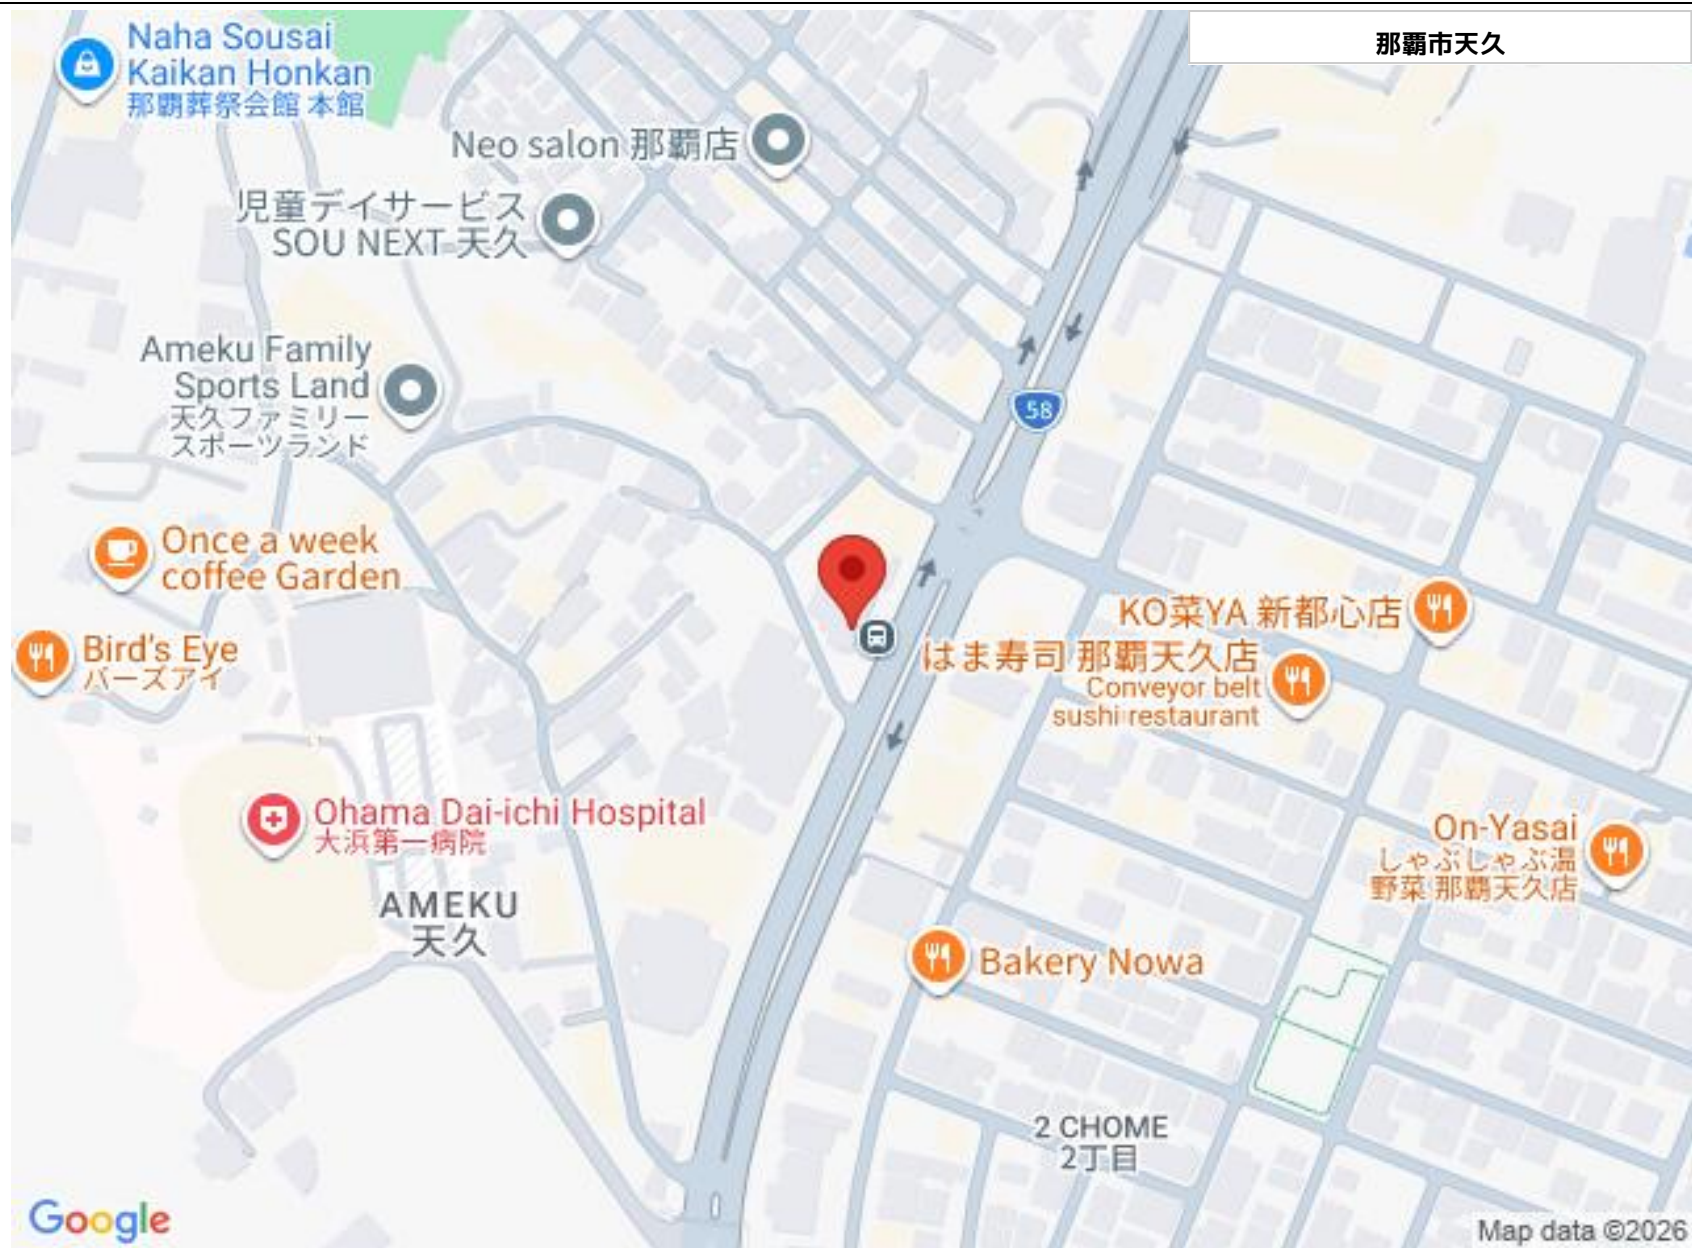 那覇市天久
Naha Sousai
Kaikan Honkan
那覇葬祭会館 本館
Neo salon 那覇店
児童デイサービス
SOU NEXT 天久
Ameku Family
Sports Land
天久ファミリー
スポーツランド
58
Once a week
coffee Garden
KO菜YA 新都心店
Bird's Eye
バーズアイ
はま寿司 那覇天久店
Conveyor belt
sushi restaurant
Ohama Dai-ichi Hospital
大浜第一病院
On-Yasai
しゃぶしゃぶ温
野菜 那覇天久店
AMEKU
天久
Bakery Nowa
2 CHOME
2丁目
Google
Map data ©2026